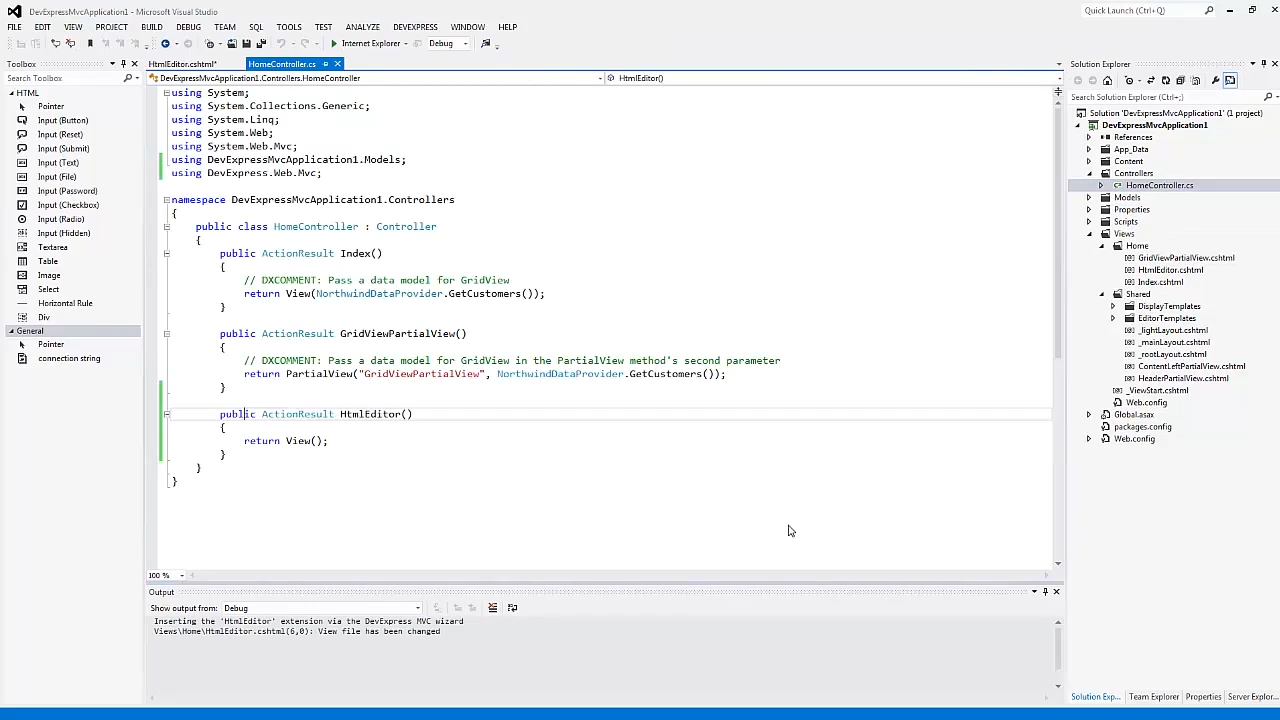 DevExpressMvcApplication1 - Microsoft Visual Studio
Quick Launch (Ctrl+Q)
FILE EDIT VIEW PROJECT BUILD DEBUG TEAM SQL TOOLS TEST ANALYZE DEVEXPRESS WINDOW HELP
Internet Explorer Debug
Toolbox
Search Toolbox
HTML
Pointer
Input (Button)
Input (Reset)
Input (Submit)
Input (Text)
Input (File)
Input (Password)
Input (Checkbox)
Input (Radio)
Input (Hidden)
Textarea
Table
Image
Select
Horizontal Rule
Div
General
Pointer
connection string
HtmlEditor.cshtml* HomeController.cs
DevExpressMvcApplication1.Controllers.HomeController HtmlEditor()
using System;
using System.Collections.Generic;
using System.Linq;
using System.Web;
using System.Web.Mvc;
using DevExpressMvcApplication1.Models;
using DevExpress.Web.Mvc;
namespace DevExpressMvcApplication1.Controllers
{
public class HomeController : Controller
{
public ActionResult Index()
{
// DXCOMMENT: Pass a data model for GridView
return View(NorthwindDataProvider.GetCustomers());
}
public ActionResult GridViewPartialView()
{
// DXCOMMENT: Pass a data model for GridView in the PartialView method's second parameter
return PartialView("GridViewPartialView", NorthwindDataProvider.GetCustomers());
}
public ActionResult HtmlEditor()
{
return View();
}
}
}
100 %
Output
Show output from: Debug
Inserting the 'HtmlEditor' extension via the DevExpress MVC wizard
Views\Home\HtmlEditor.cshtml(6,0): View file has been changed
Solution Explorer
Search Solution Explorer (Ctrl+;)
Solution 'DevExpressMvcApplication1' (1 project)
DevExpressMvcApplication1
References
App_Data
Content
Controllers
HomeController.cs
Models
Properties
Scripts
Views
Home
GridViewPartialView.cshtml
HtmlEditor.cshtml
Index.cshtml
Shared
DisplayTemplates
EditorTemplates
_lightLayout.cshtml
_mainLayout.cshtml
_rootLayout.cshtml
ContentLeftPartialView.cshtml
HeaderPartialView.cshtml
_ViewStart.cshtml
Web.config
Global.asax
packages.config
Web.config
Solution Exp... Team Explorer Properties Server Explor...